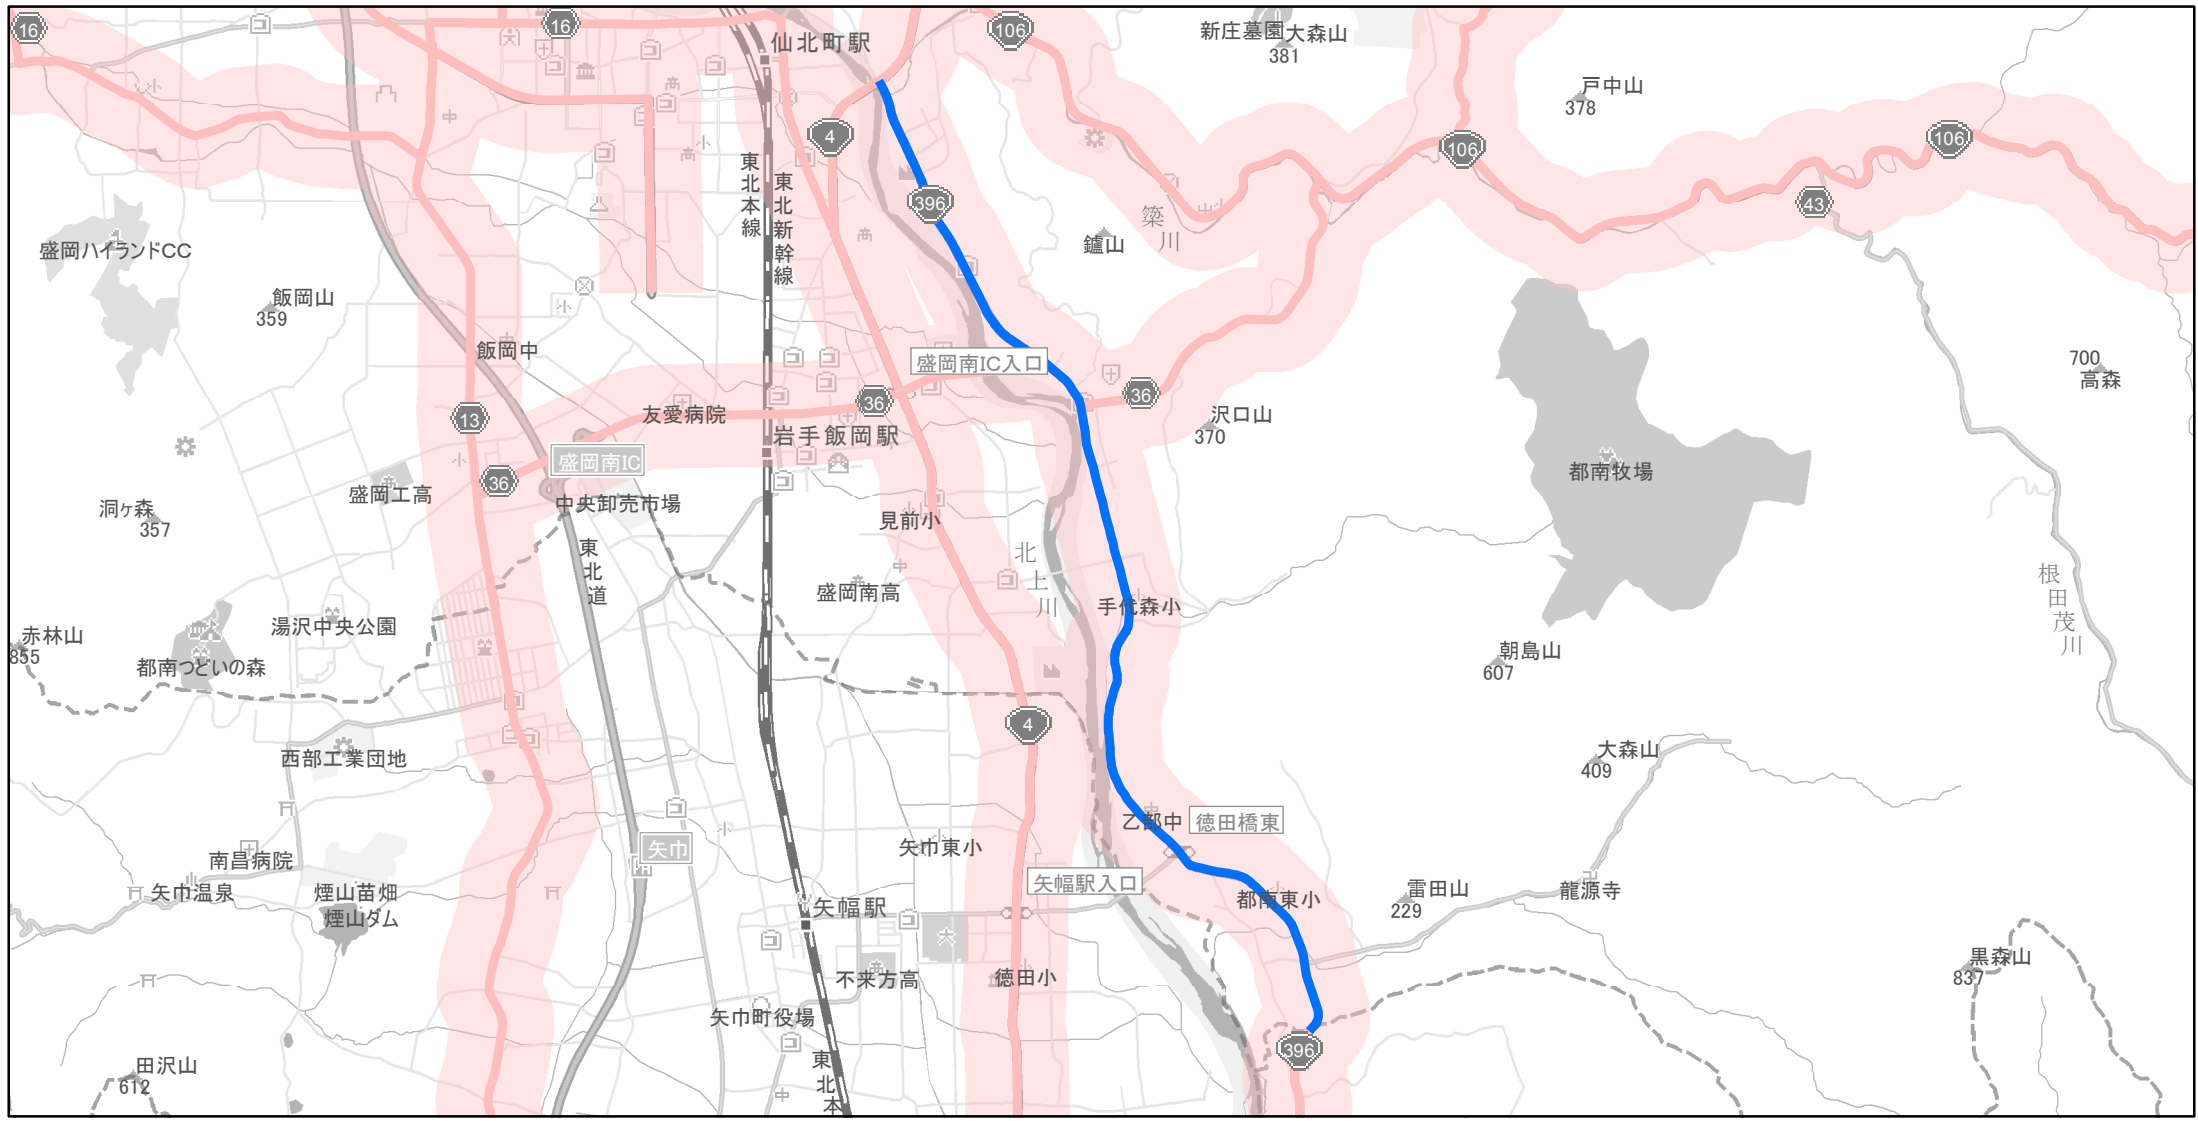 16
16
仙北町駅
106
新庄墓園
大森山
381
戸中山
378
4
106
106
東北本線
東北新幹線
396
簗川
43
鑪山
盛岡ハイランドCC
飯岡山
359
飯岡中
盛岡南IC入口
700
高森
13
友愛病院
36
36
沢口山
370
岩手飯岡駅
盛岡南IC
36
盛岡工高
中央卸売市場
都南牧場
洞ヶ森
357
見前小
東北道
北上川
盛岡南高
手代森小
根田茂川
湯沢中央公園
赤林山
855
都南つどいの森
朝島山
607
4
西部工業団地
大森山
409
乙部中
徳田橋東
矢巾
矢巾東小
南昌病院
矢幅駅入口
矢巾温泉
煙山苗畑
煙山ダム
矢幅駅
都南東小
雷田山
229
龍源寺
黒森山
837
不来方高
徳田小
矢巾町役場
396
田沢山
612
東北本